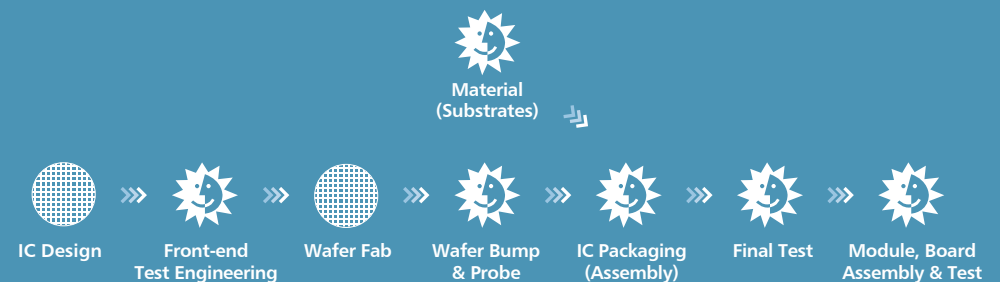 Material
(Substrates)
IC Design
Front-end
Test Engineering
Wafer Fab
Wafer Bump
& Probe
IC Packaging
(Assembly)
Final Test
Module, Board
Assembly & Test